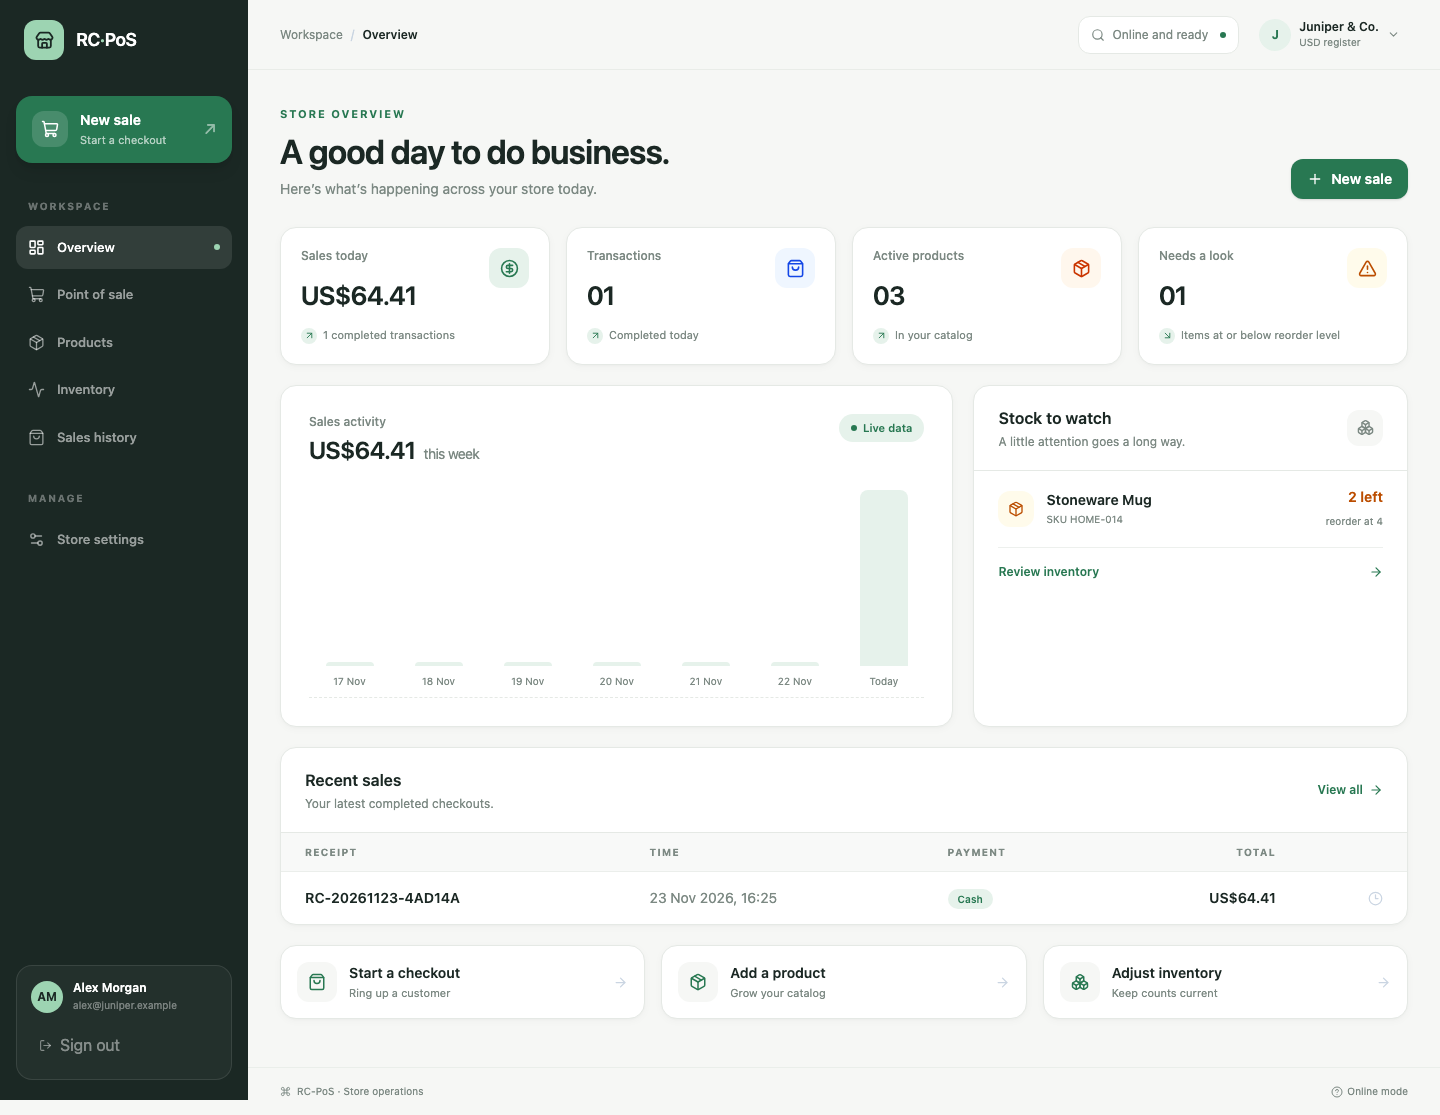 RC·PoS
New sale
Start a checkout
WORKSPACE
Overview
Point of sale
Products
Inventory
Sales history
MANAGE
Store settings
AM
Alex Morgan
alex@juniper.example
Sign out
Workspace / Overview
Online and ready
J
Juniper & Co.
USD register
STORE OVERVIEW
A good day to do business.
Here’s what’s happening across your store today.
New sale
Sales today
US$64.41
1 completed transactions
Transactions
01
Completed today
Active products
03
In your catalog
Needs a look
01
Items at or below reorder level
Sales activity
US$64.41 this week
Live data
17 Nov 18 Nov 19 Nov 20 Nov 21 Nov 22 Nov Today
Stock to watch
A little attention goes a long way.
Stoneware Mug
SKU HOME-014
2 left
reorder at 4
Review inventory
Recent sales
Your latest completed checkouts.
View all
RECEIPT TIME PAYMENT TOTAL
RC-20261123-4AD14A 23 Nov 2026, 16:25 Cash US$64.41
Start a checkout
Ring up a customer
Add a product
Grow your catalog
Adjust inventory
Keep counts current
RC-PoS · Store operations
Online mode